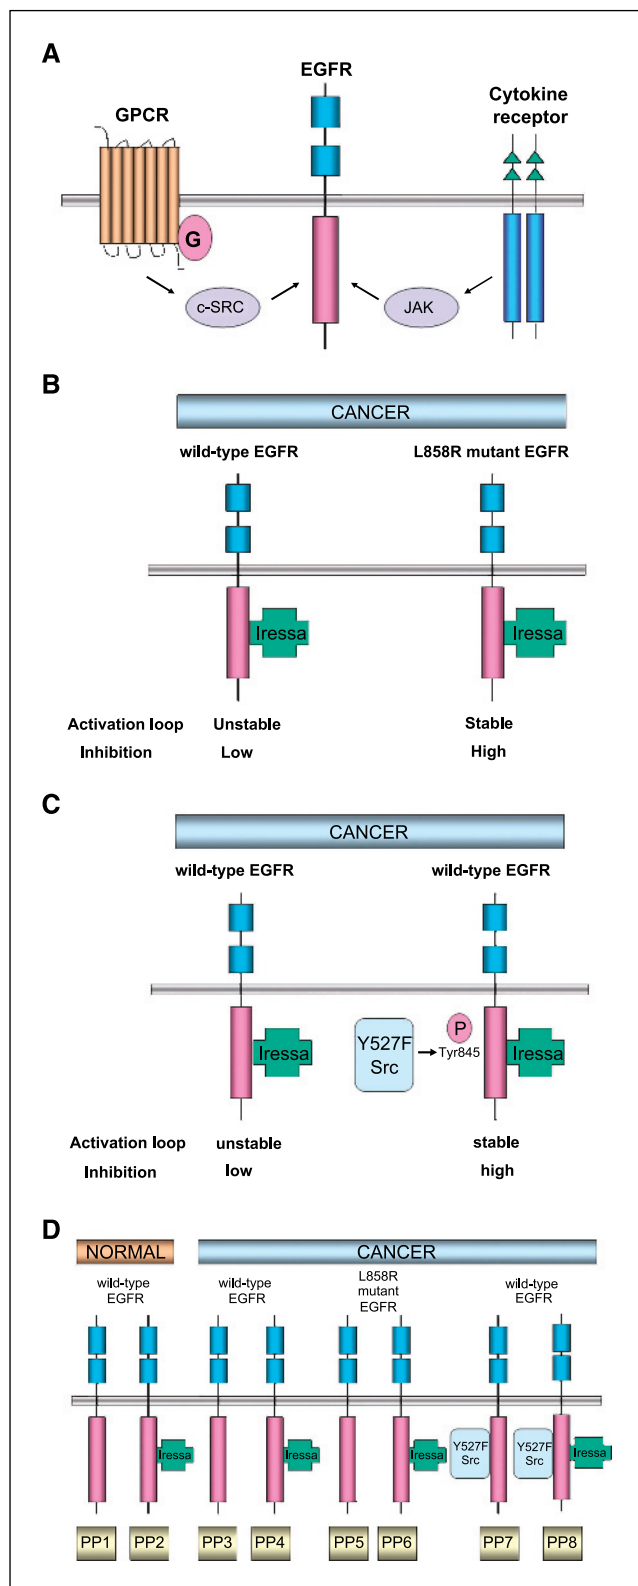 A
EGFR
GPCR
Cytokine
receptor
G
c-SRC
JAK
B
CANCER
wild-type EGFR
L858R mutant EGFR
Iressa
Iressa
Activation loop
Unstable
Stable
Inhibition
Low
High
C
CANCER
wild-type EGFR
wild-type EGFR
Iressa
Y527F
Src
P
Tyr845
Iressa
Activation loop
unstable
stable
Inhibition
low
high
D
NORMAL
CANCER
wild-type
EGFR
wild-type
EGFR
L858R
mutant
EGFR
wild-type
EGFR
Iressa
Iressa
Iressa
Y527F
Src
Y527F
Src
Iressa
PP1
PP2
PP3
PP4
PP5
PP6
PP7
PP8